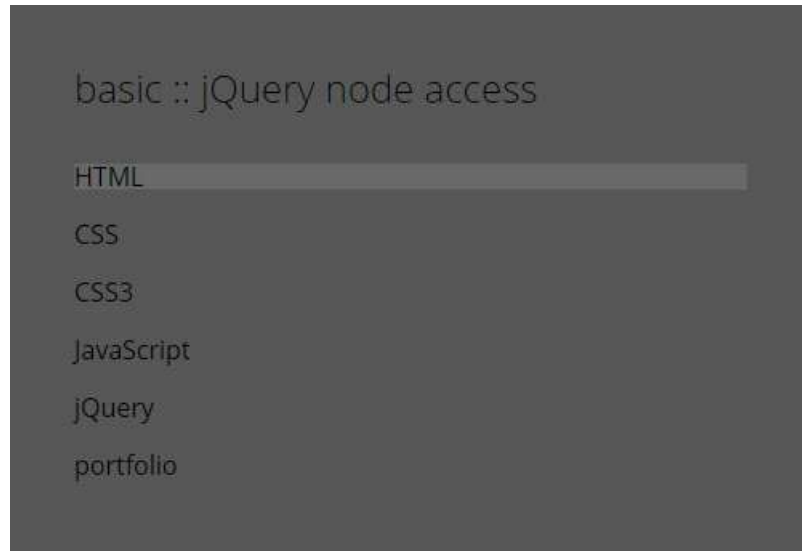 basic :: jQuery node access
HTML
CSS
CSS3
JavaScript
jQuery
portfolio